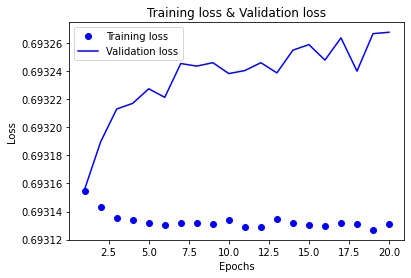 Training loss & Validation loss
Training loss
Validation loss
0.69326
0.69324
0.69322
0.69320
0.69318
0.69316
0.69314
0.69312
Loss
2.5 5.0 7.5 10.0 12.5 15.0 17.5 20.0
Epochs